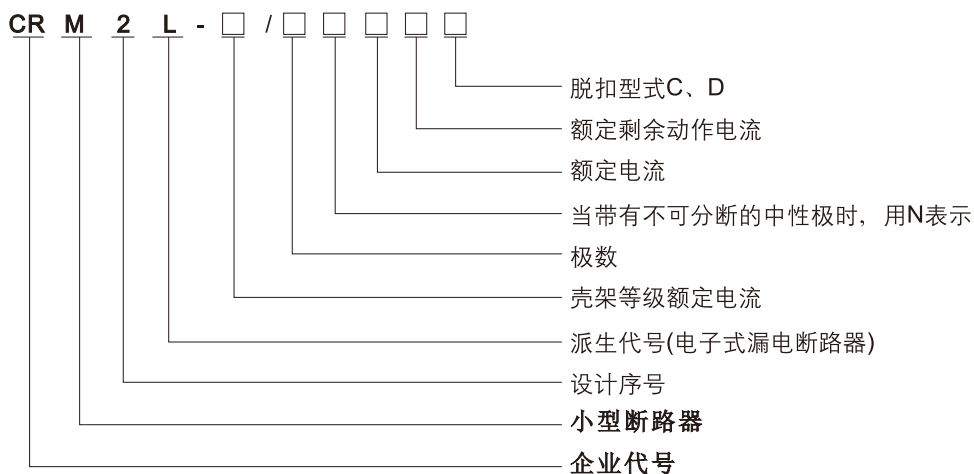 CR M 2 L - □ / □ □ □ □ □
脱扣型式C、D
额定剩余动作电流
额定电流
当带有不可分断的中性极时，用N表示
极数
壳架等级额定电流
派生代号(电子式漏电断路器)
设计序号
小型断路器
企业代号